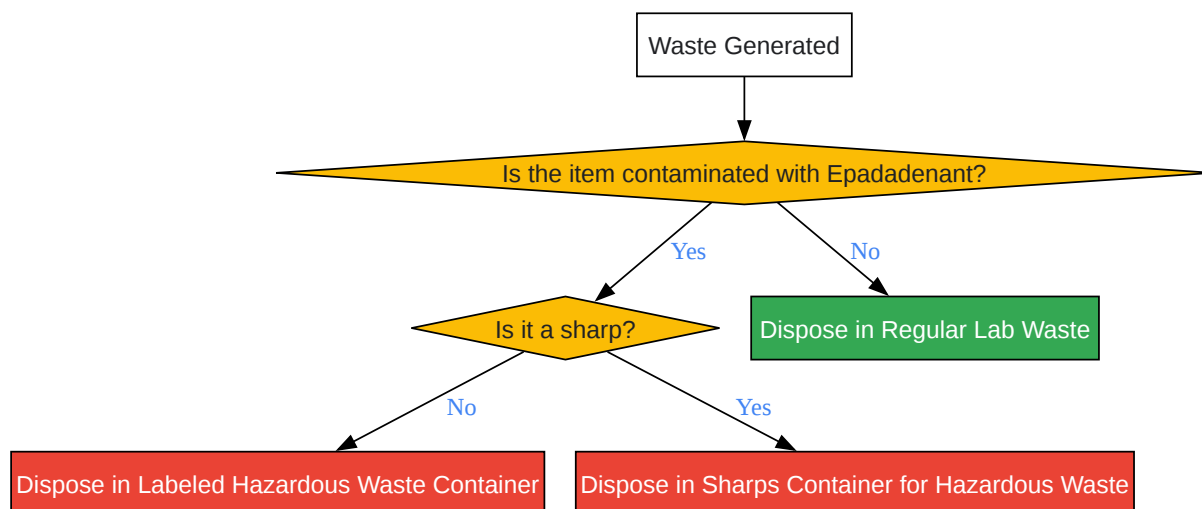 Waste Generated
Is the item contaminated with Epadadenant?
Yes
No
Is it a sharp?
Dispose in Regular Lab Waste
No
Yes
Dispose in Labeled Hazardous Waste Container
Dispose in Sharps Container for Hazardous Waste